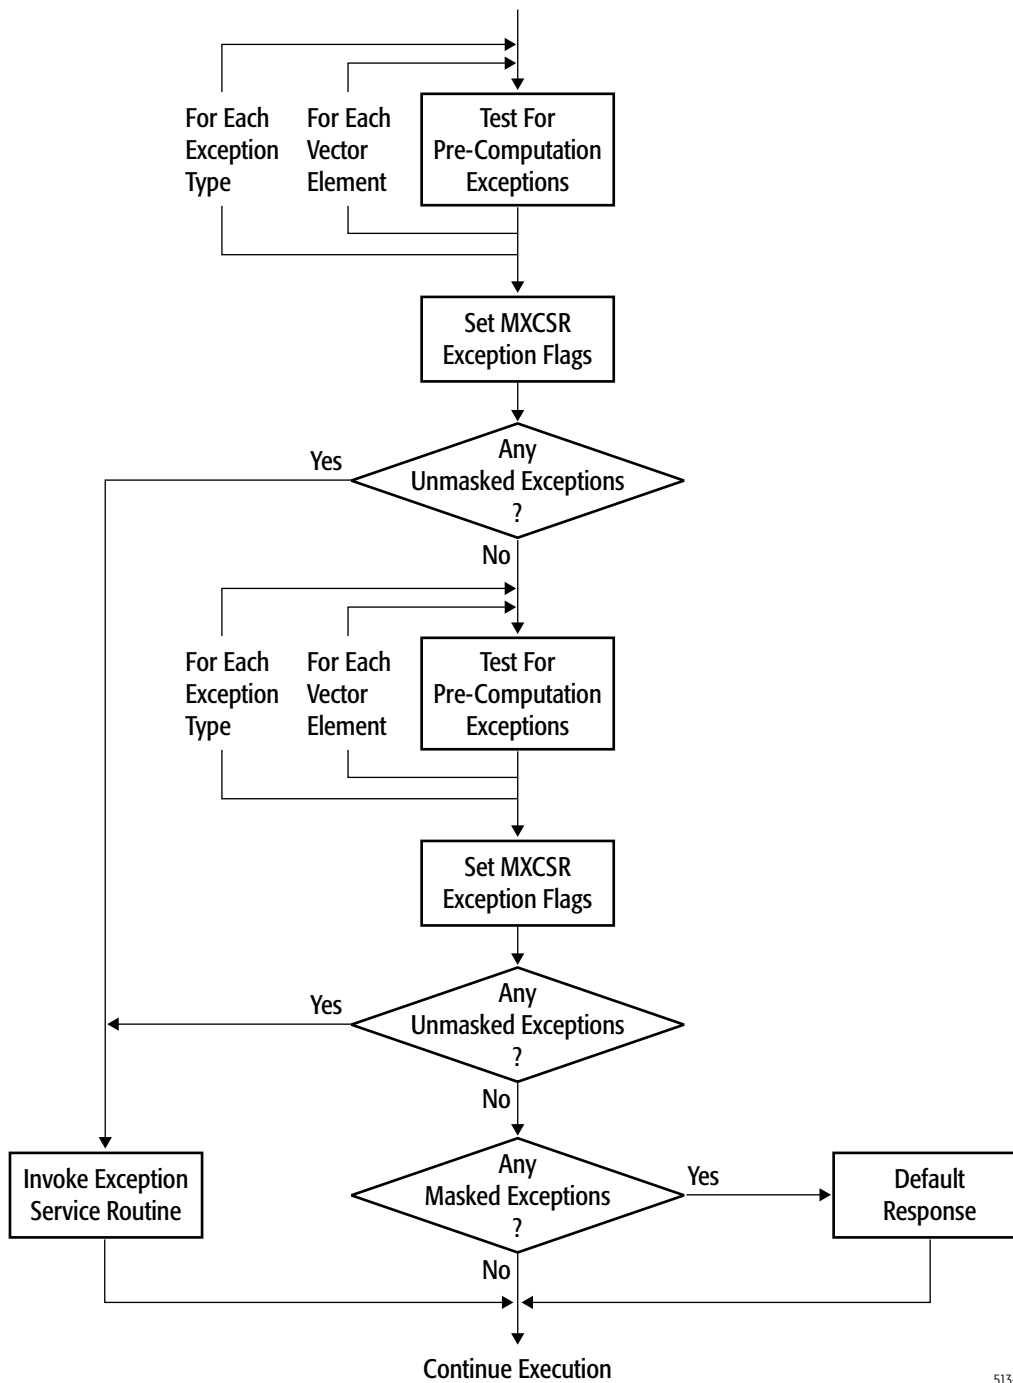 For Each For Each Test For
Exception Vector Pre-Computation
Type Element Exceptions
Set MXCSR
Exception Flags
Any
Yes
Unmasked Exceptions
?
No
For Each For Each Test For
Exception Vector Pre-Computation
Type Element Exceptions
Set MXCSR
Exception Flags
Any
Yes
Unmasked Exceptions
?
No
Any
Yes
Invoke Exception Masked Exceptions Default
Service Routine ? Response
No
Continue Execution